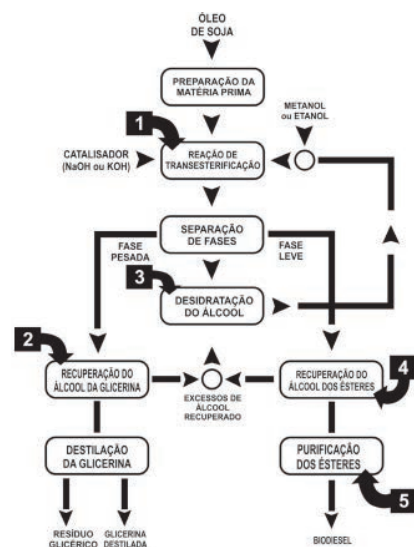 ÓLEO
DE SOJA
PREPARAÇÃO DA
MATÉRIA PRIMA
METANOL
ou ETANOL
1
CATALISADOR
(NaOH ou KOH)
REAÇÃO DE
TRANSESTERIFICAÇÃO
SEPARAÇÃO
DE FASES
FASE
PESADA
FASE
LEVE
3
DESIDRATAÇÃO
DO ÁLCOOL
2
RECUPERAÇÃO DO
ÁLCOOL DA GLICERINA
EXCESSOS DE
ÁLCOOL
RECUPERADO
RECUPERAÇÃO DO
ÁLCOOL DOS ÉSTERES
4
DESTILAÇÃO
DA GLICERINA
PURIFICAÇÃO
DOS ÉSTERES
5
RESÍDUO
GLICÉRICO
GLICERINA
DESTILADA
BIODIESEL